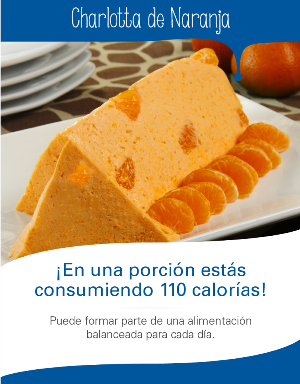 Charlotta de Naranja
¡En una porción estás
consumiendo 110 calorías!
Puede formar parte de una alimentación
balanceada para cada día.